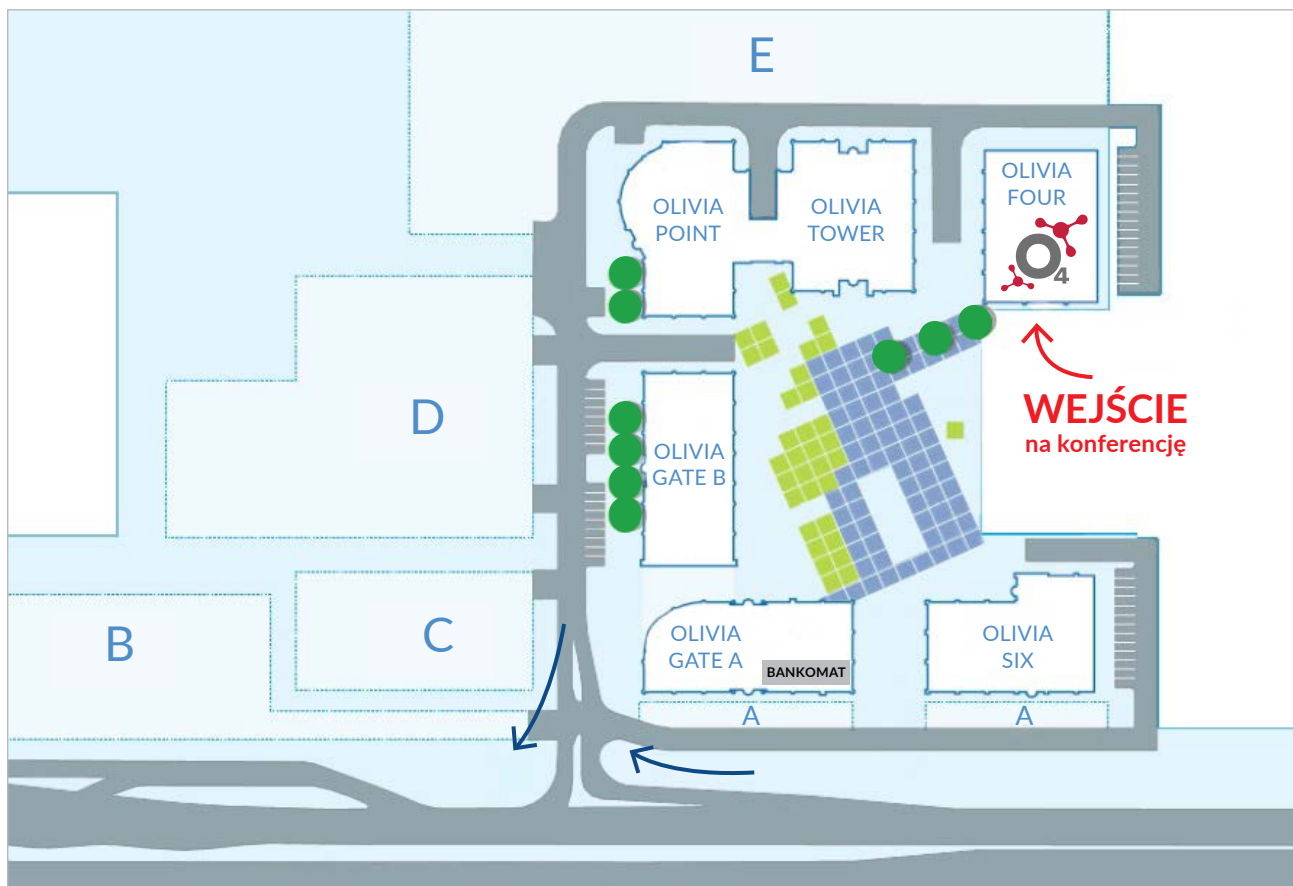 E
OLIVIA
POINT
OLIVIA
TOWER
OLIVIA
FOUR
O4
WEJŚCIE
na konferencję
D
OLIVIA
GATE B
B
C
OLIVIA
GATE A
BANKOMAT
OLIVIA
SIX
A
A